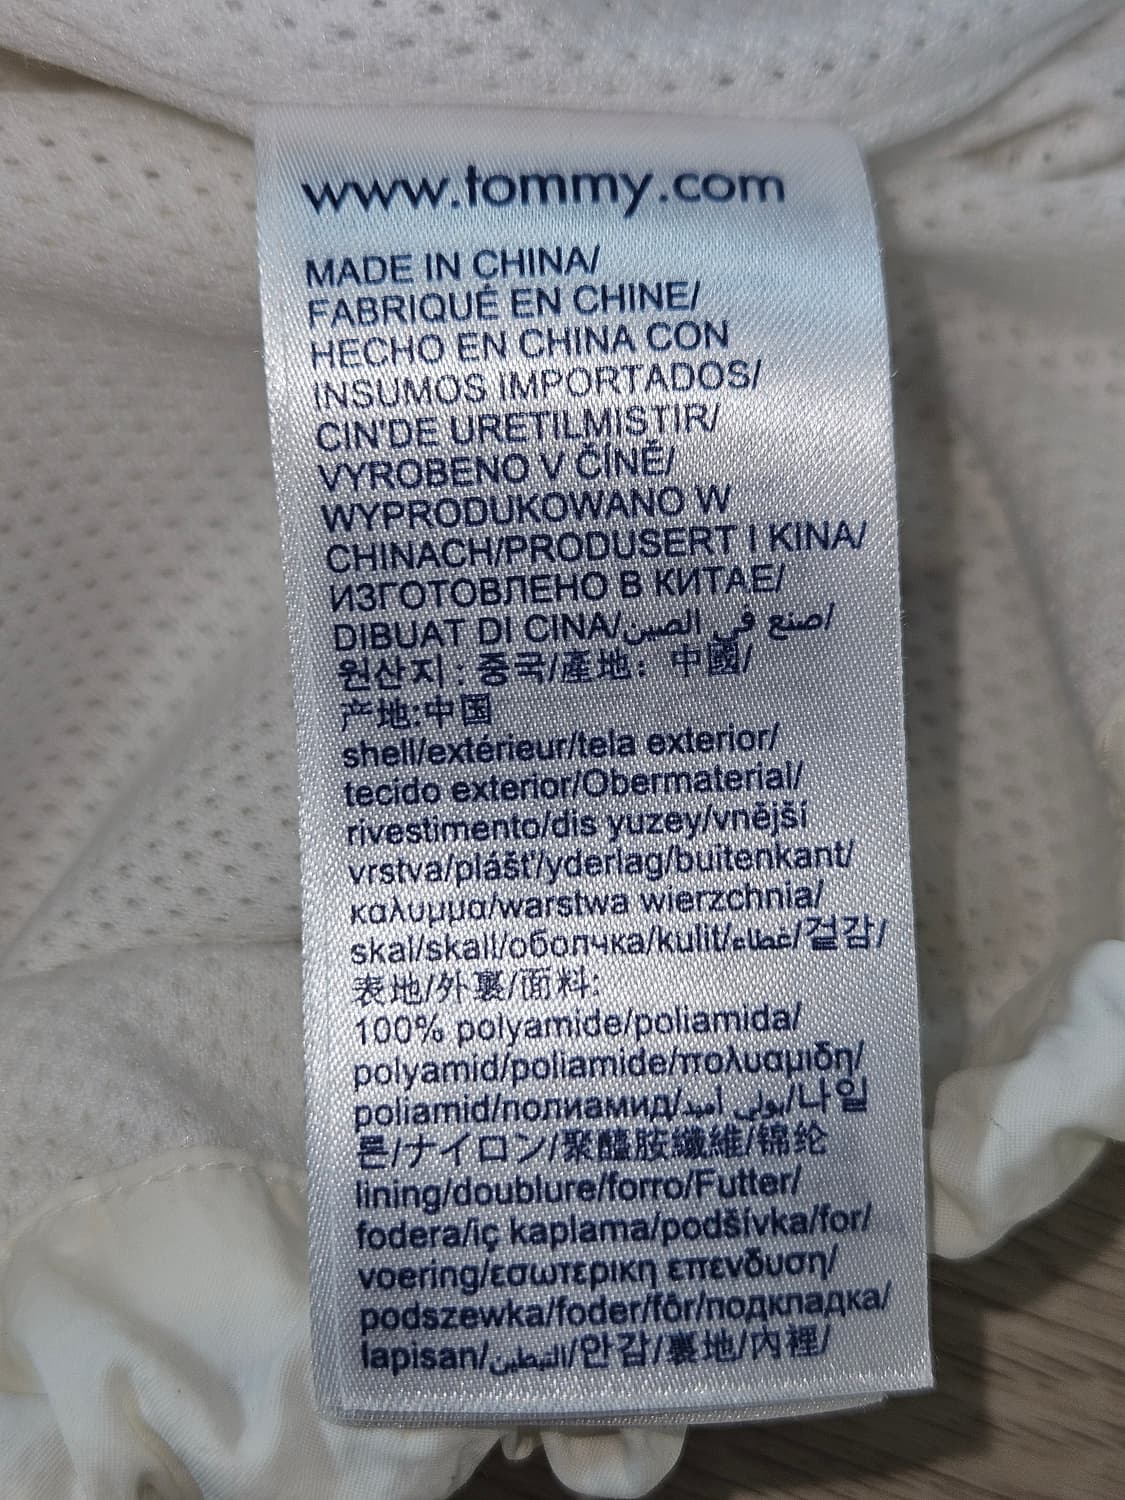 www.tommy.com
MADE IN CHINA/
FABRIQUÉ EN CHINE/
HECHO EN CHINA CON
INSUMOS IMPORTADOS/
CIN'DE URETILMISTIR/
VYROBENO V ČÍNĚ/
WYPRODUKOWANO W
CHINACH/PRODUSERT I KINA/
ИЗГОТОВЛЕНО В КИТАЕ/
DIBUAT DI CINA/صنع في الصين/
원산지 : 중국/產地：中國/
产地:中国
shell/extérieur/tela exterior/
tecido exterior/Obermaterial/
rivestimento/dis yuzey/vnější
vrstva/plášť/yderlag/buitenkant/
καλυμμα/warstwa wierzchnia/
skal/skall/оболчка/kulit/غطاء/겉감/
表地/外裏/面料:
100% polyamide/poliamida/
polyamid/poliamide/πολυαμιδη/
poliamid/полиамид/بولي أميد/나일
론/ナイロン/聚醯胺纖維/锦纶
lining/doublure/forro/Futter/
fodera/iç kaplama/podšívka/for/
voering/εσωτερικη επενδυση/
podszewka/foder/fôr/подкладка/
lapisan/التبطين/안감/裏地/內裡/